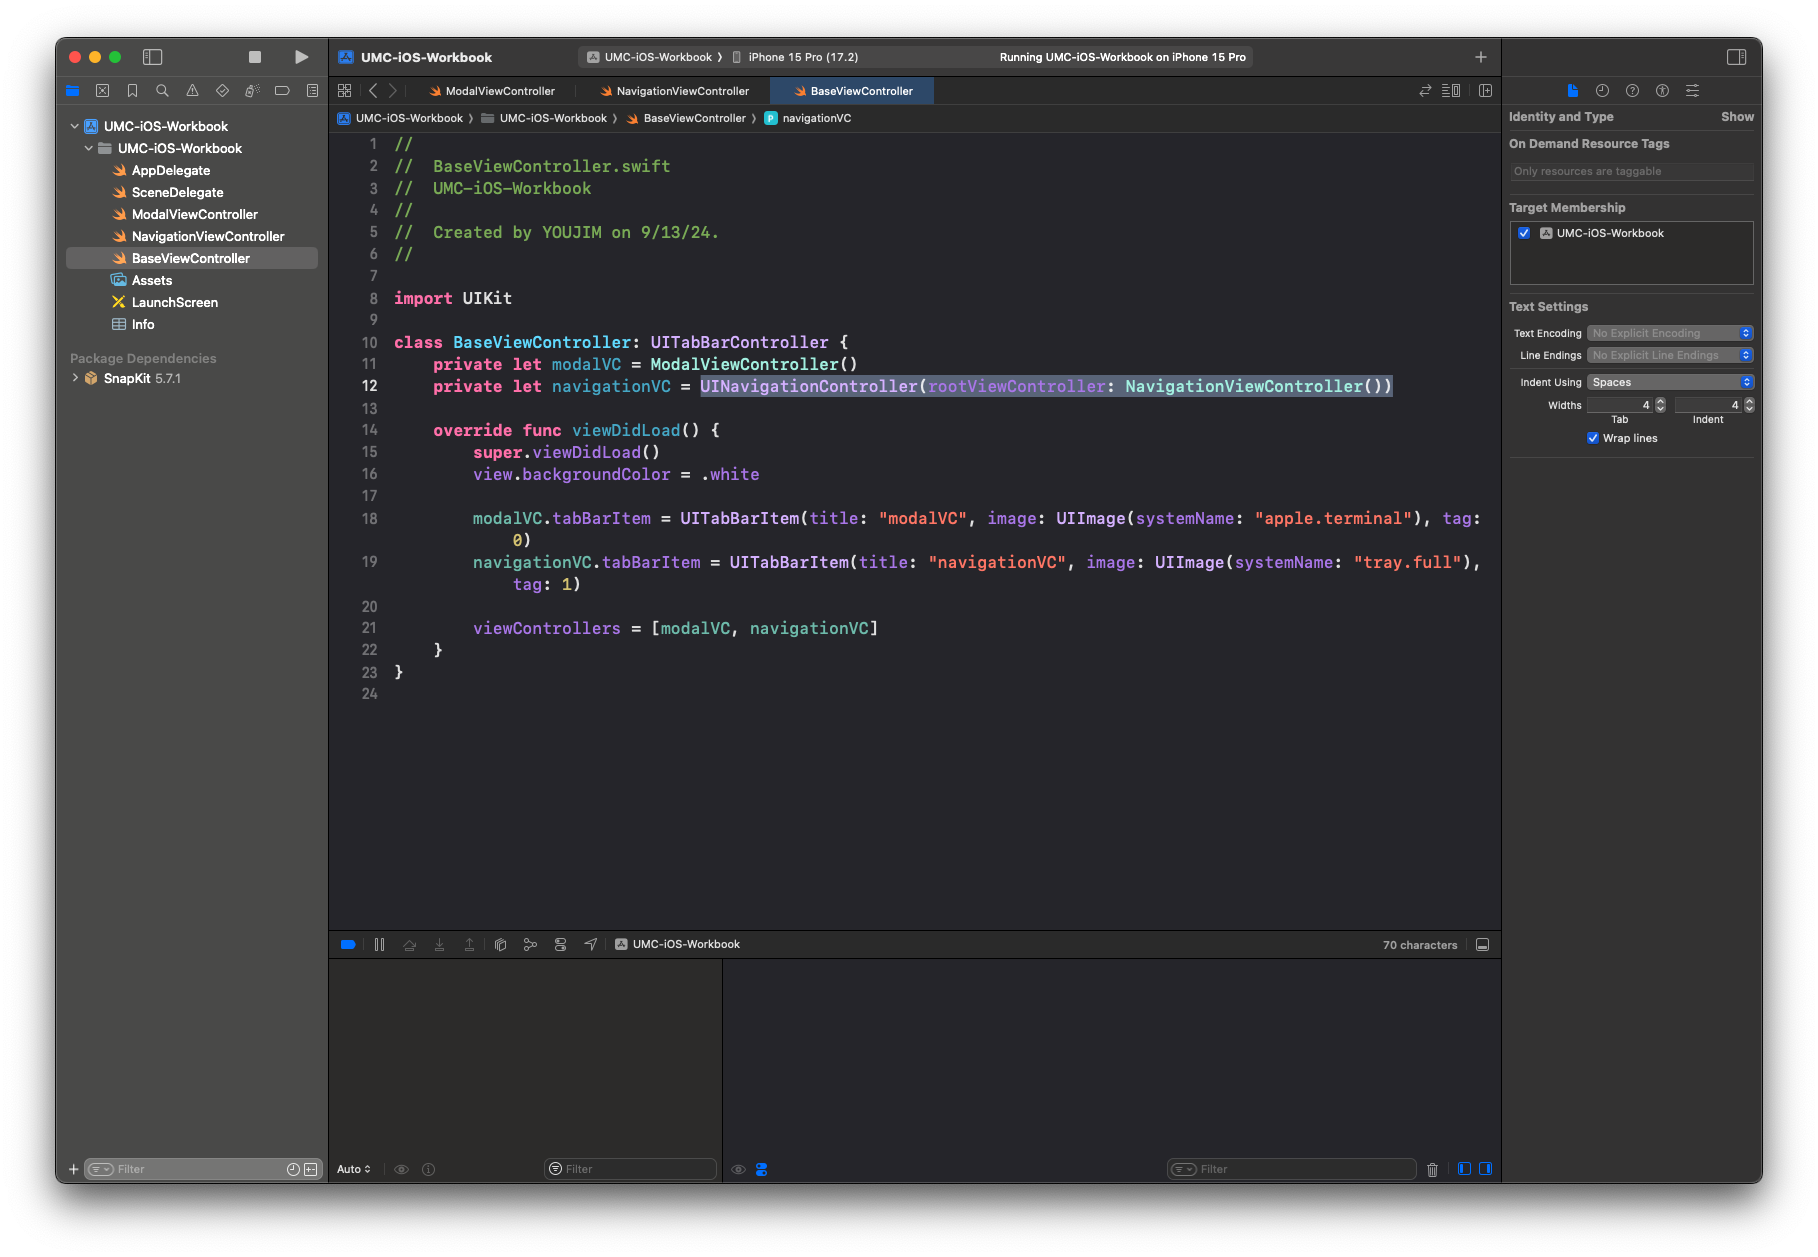 UMC-iOS-Workbook
UMC-iOS-Workbook 〉 iPhone 15 Pro (17.2)
Running UMC-iOS-Workbook on iPhone 15 Pro
ModalViewController
NavigationViewController
BaseViewController
UMC-iOS-Workbook 〉 UMC-iOS-Workbook 〉 BaseViewController 〉 P navigationVC
UMC-iOS-Workbook
UMC-iOS-Workbook
AppDelegate
SceneDelegate
ModalViewController
NavigationViewController
BaseViewController
Assets
LaunchScreen
Info
Package Dependencies
SnapKit 5.7.1
Filter
1 //
2 //  BaseViewController.swift
3 //  UMC-iOS-Workbook
4 //
5 //  Created by YOUJIM on 9/13/24.
6 //
7
8 import UIKit
9
10 class BaseViewController: UITabBarController {
11     private let modalVC = ModalViewController()
12     private let navigationVC = UINavigationController(rootViewController: NavigationViewController())
13
14     override func viewDidLoad() {
15         super.viewDidLoad()
16         view.backgroundColor = .white
17
18         modalVC.tabBarItem = UITabBarItem(title: "modalVC", image: UIImage(systemName: "apple.terminal"), tag:
0)
19         navigationVC.tabBarItem = UITabBarItem(title: "navigationVC", image: UIImage(systemName: "tray.full"),
tag: 1)
20
21         viewControllers = [modalVC, navigationVC]
22     }
23 }
24
UMC-iOS-Workbook
70 characters
Auto
Filter
Filter
Identity and Type Show
On Demand Resource Tags
Only resources are taggable
Target Membership
UMC-iOS-Workbook
Text Settings
Text Encoding No Explicit Encoding
Line Endings No Explicit Line Endings
Indent Using Spaces
Widths 4 4
Tab Indent
Wrap lines